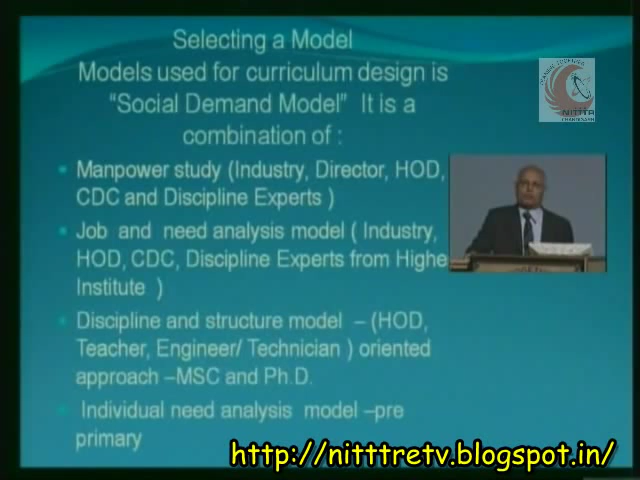 Selecting a Model
Models used for curriculum design is
“Social Demand Model” It is a
combination of :
Manpower study (Industry, Director, HOD,
CDC and Discipline Experts )
Job and need analysis model ( Industry,
HOD, CDC, Discipline Experts from Highe
Institute )
Discipline and structure model – (HOD,
Teacher, Engineer/ Technician ) oriented
approach –MSC and Ph.D.
Individual need analysis model –pre
primary
NITTTR
CHANDIGARH
http://nitttretv.blogspot.in/